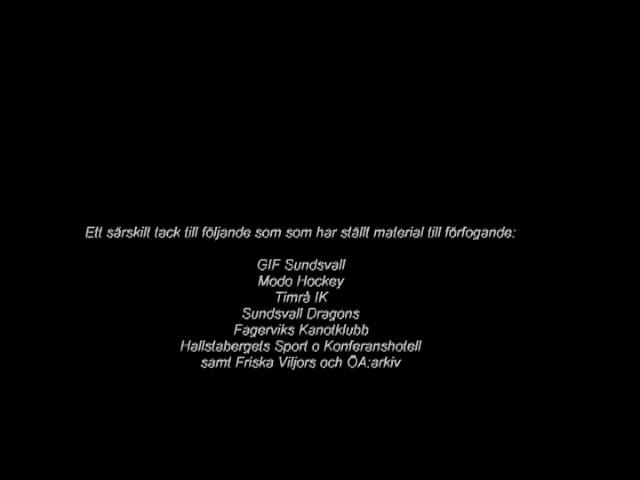 Ett särskilt tack till följande som som har ställt material till förfogande:
GIF Sundsvall
Modo Hockey
Timrå IK
Sundsvall Dragons
Fagerviks Kanotklubb
Hallstabergets Sport o Konferanshotell
samt Friska Viljors och ÖA:arkiv